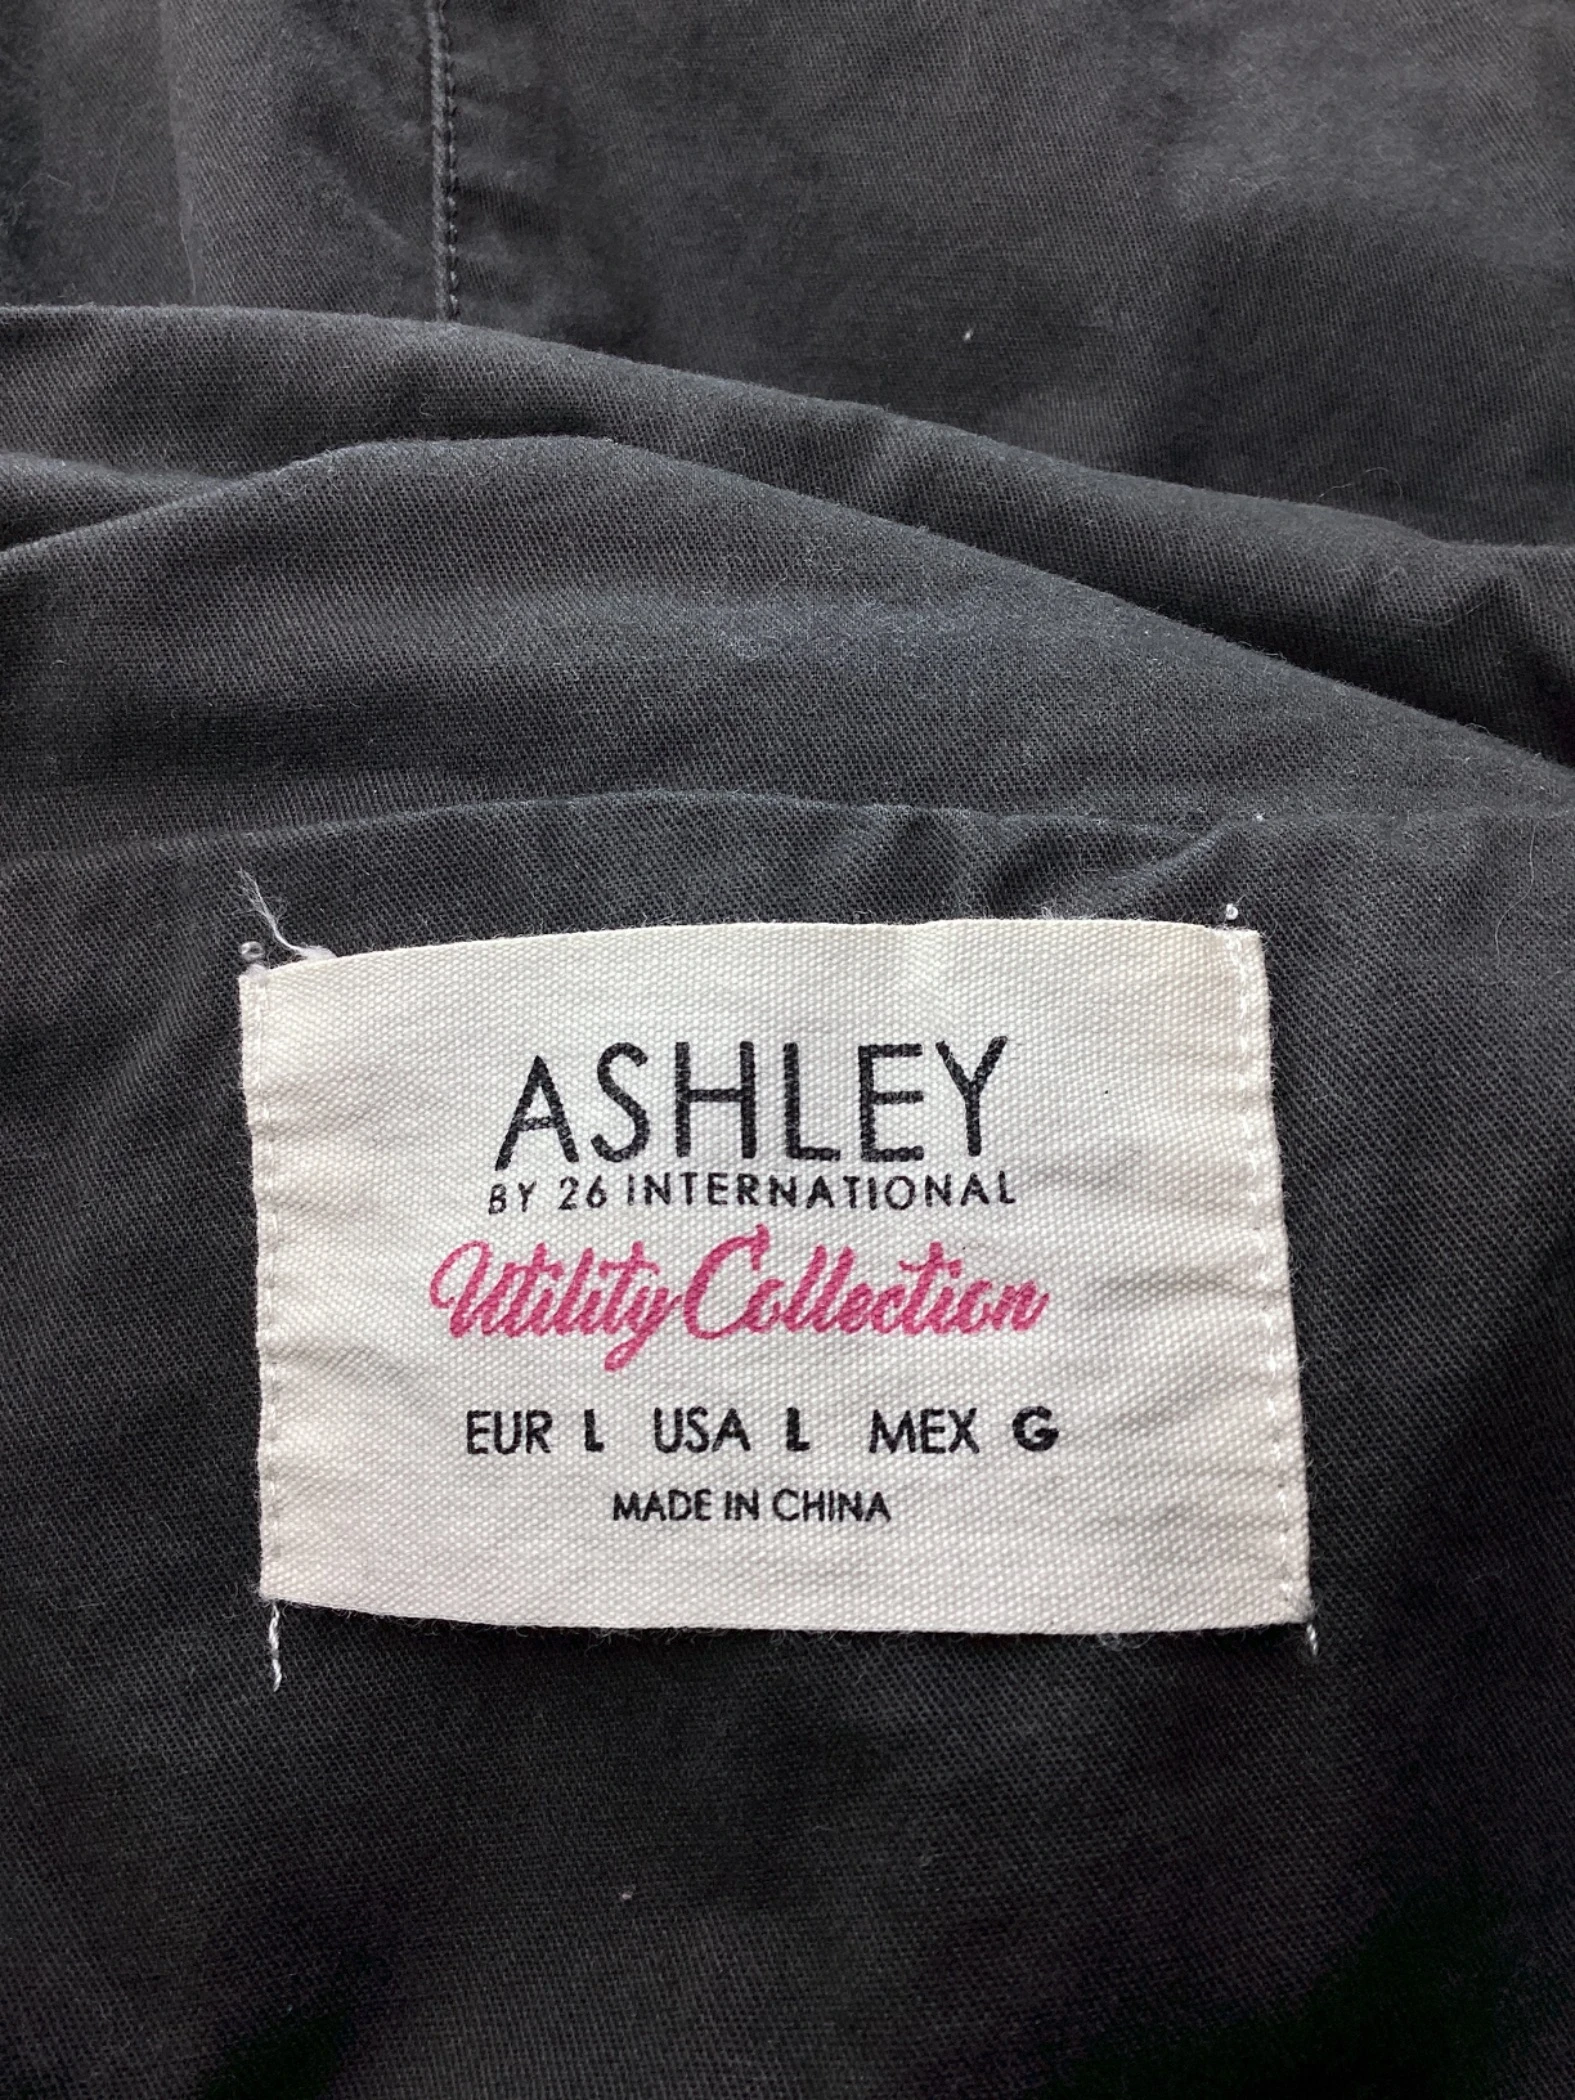 ASHLEY
BY 26 INTERNATIONAL
Utility Collection
EUR L USA L MEX G
MADE IN CHINA